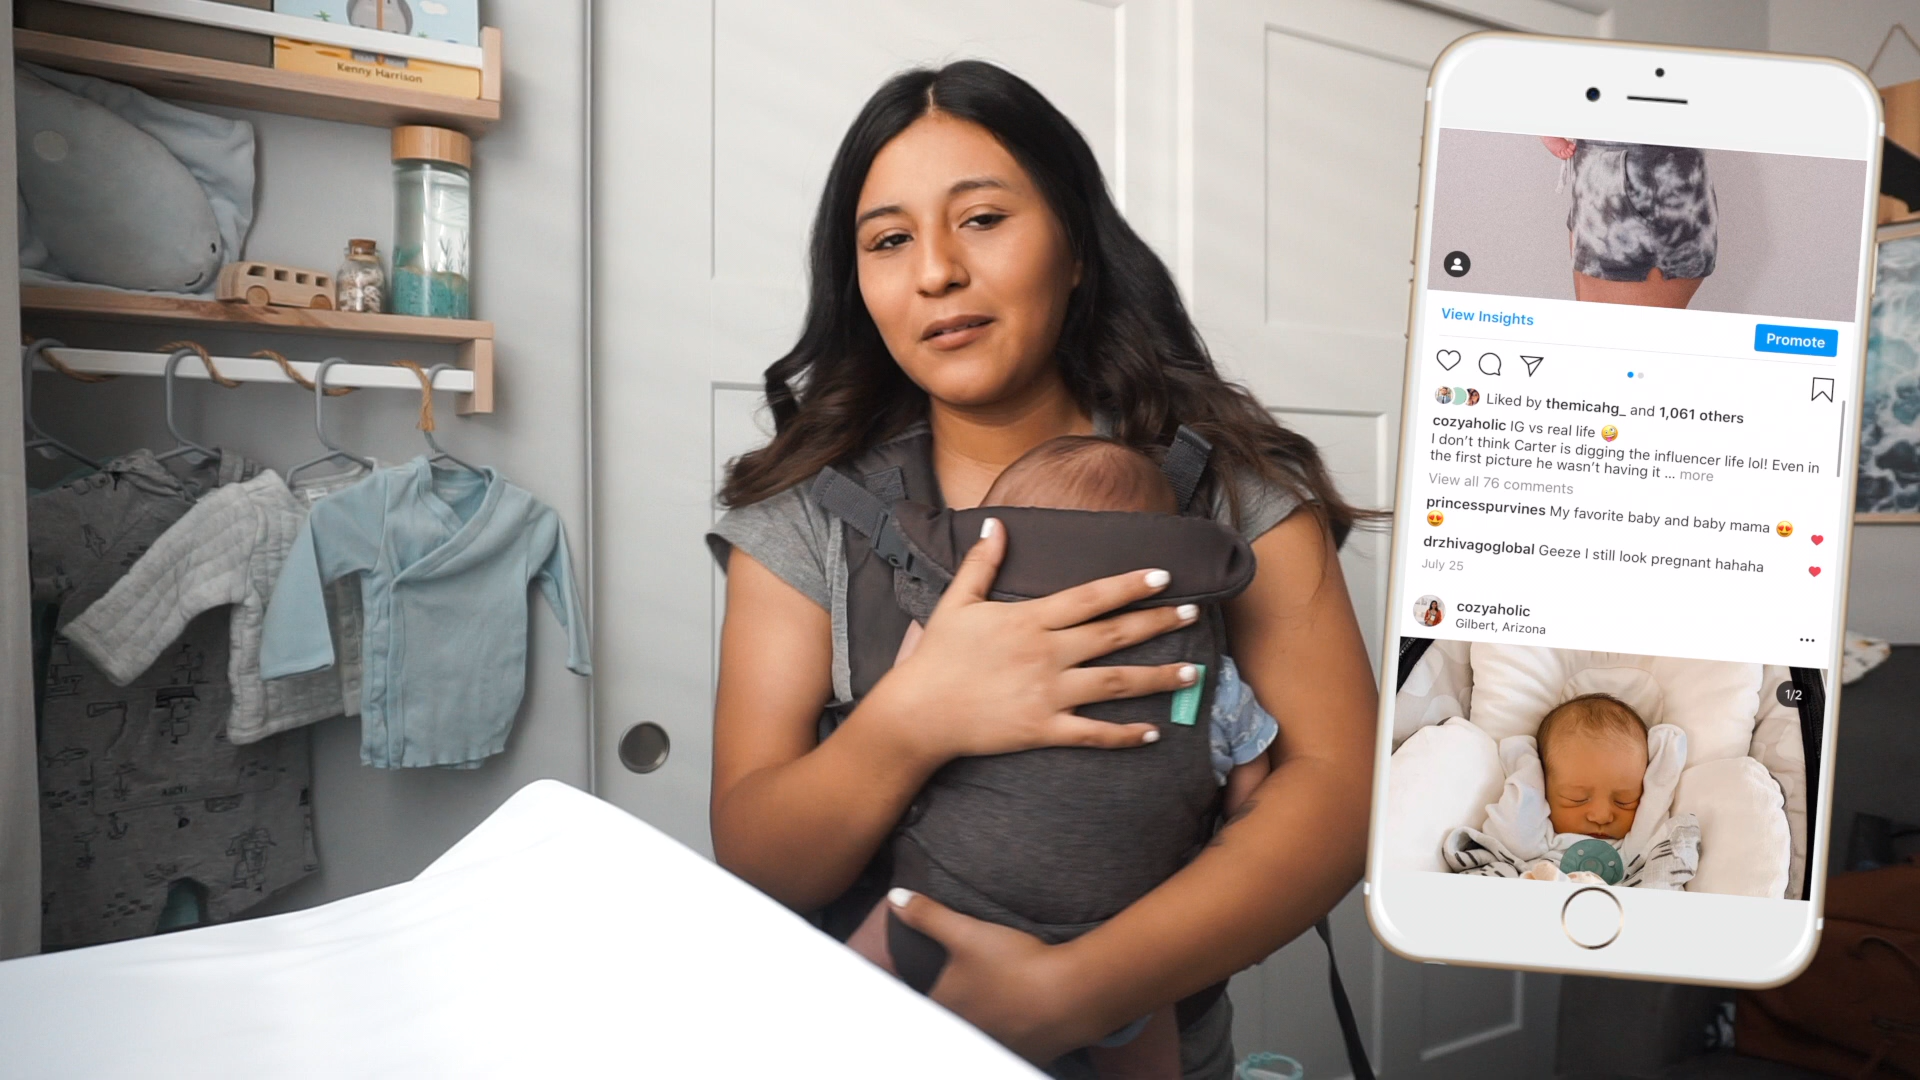 Kenny Harrison
View Insights
Promote
Liked by themicahg_ and 1,061 others
cozyaholic IG vs real life 🤪
I don't think Carter is digging the influencer life lol! Even in
the first picture he wasn't having it ... more
View all 76 comments
princesspurvines My favorite baby and baby mama 😍
😍
drzhivagoglobal Geeze I still look pregnant hahaha
July 25
cozyaholic
Gilbert, Arizona
1/2